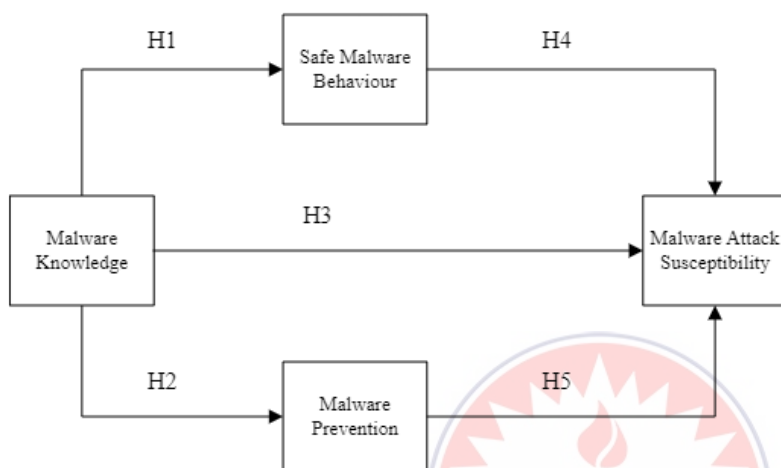 H1
Safe Malware
Behaviour
H4
Malware
Knowledge
H3
Malware Attack
Susceptibility
H2
Malware
Prevention
H5